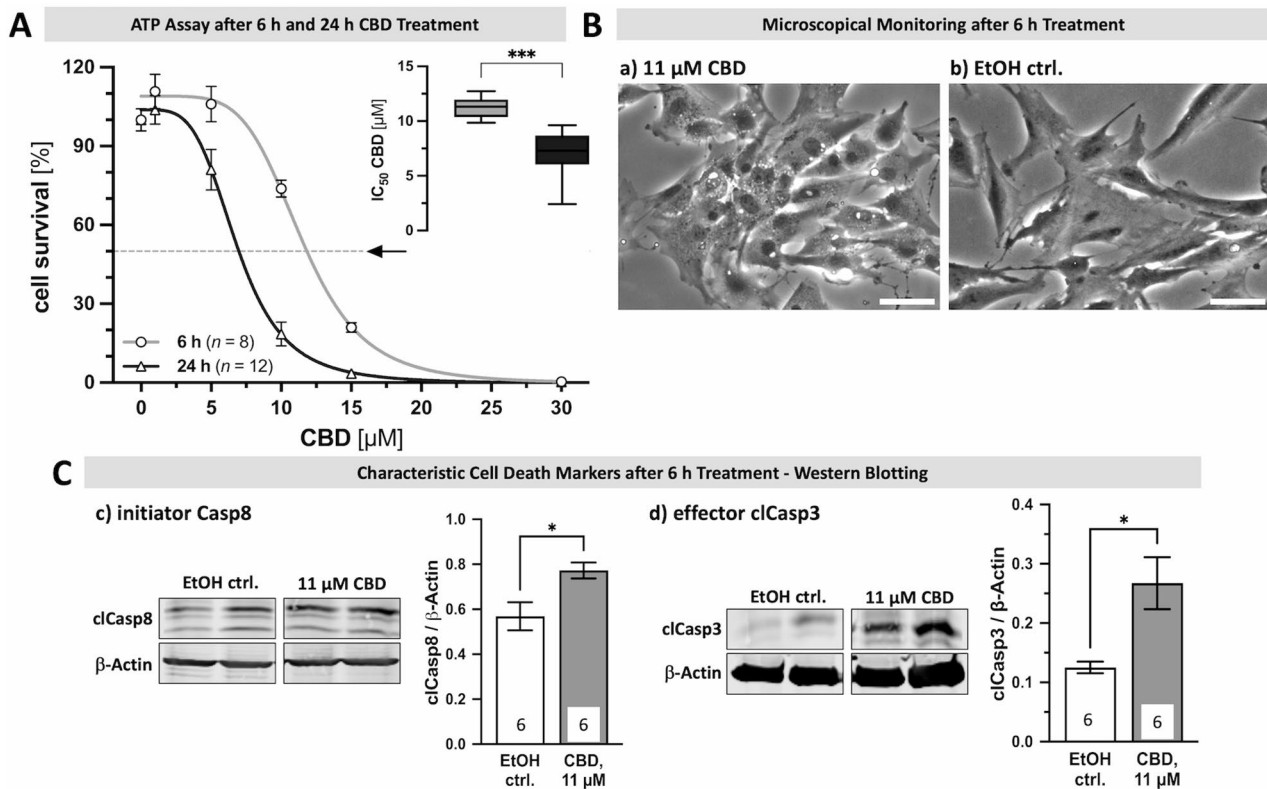 A
ATP Assay after 6 h and 24 h CBD Treatment
120
90
60
30
0
cell survival [%]
0
5
10
15
20
25
30
CBD [µM]
6 h (n = 8)
24 h (n = 12)
15
10
5
0
IC50 CBD [µM]
***
B
Microscopical Monitoring after 6 h Treatment
a) 11 µM CBD
b) EtOH ctrl.
C
Characteristic Cell Death Markers after 6 h Treatment - Western Blotting
c) initiator Casp8
EtOH ctrl.
11 µM CBD
clCasp8
β-Actin
clCasp8 / β-Actin
1.0
0.8
0.6
0.4
0.2
0.0
*
6
6
EtOH
ctrl.
CBD,
11 µM
d) effector clCasp3
EtOH ctrl.
11 µM CBD
clCasp3
β-Actin
clCasp3 / β-Actin
0.4
0.3
0.2
0.1
0.0
*
6
6
EtOH
ctrl.
CBD,
11 µM